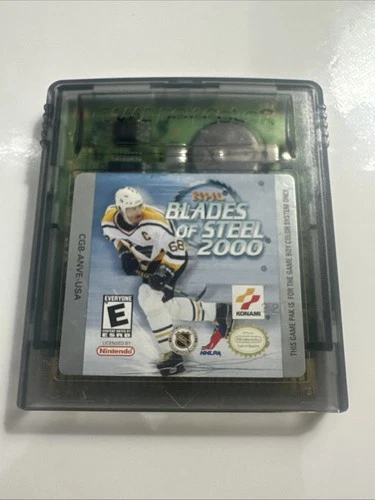 NHL
BLADES
OF STEEL
2000
CGB-ANVE-USA
THIS GAME PAK IS FOR THE GAME BOY COLOR SYSTEM ONLY.
C
68
EVERYONE
E
ESRB
LICENSED BY
Nintendo
NHLPA
KONAMI